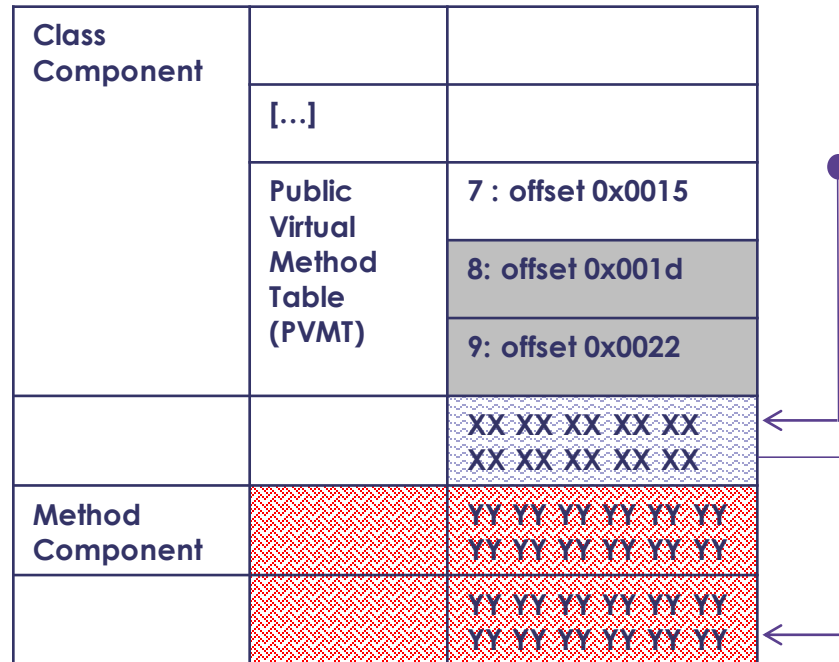 Class
Component
[…]
Public
Virtual
Method
Table
(PVMT)
7 : offset 0x0015
8: offset 0x001d
9: offset 0x0022
XX XX XX XX XX
XX XX XX XX XX
Method
Component
YY YY YY YY YY YY
YY YY YY YY YY YY
YY YY YY YY YY YY
YY YY YY YY YY YY